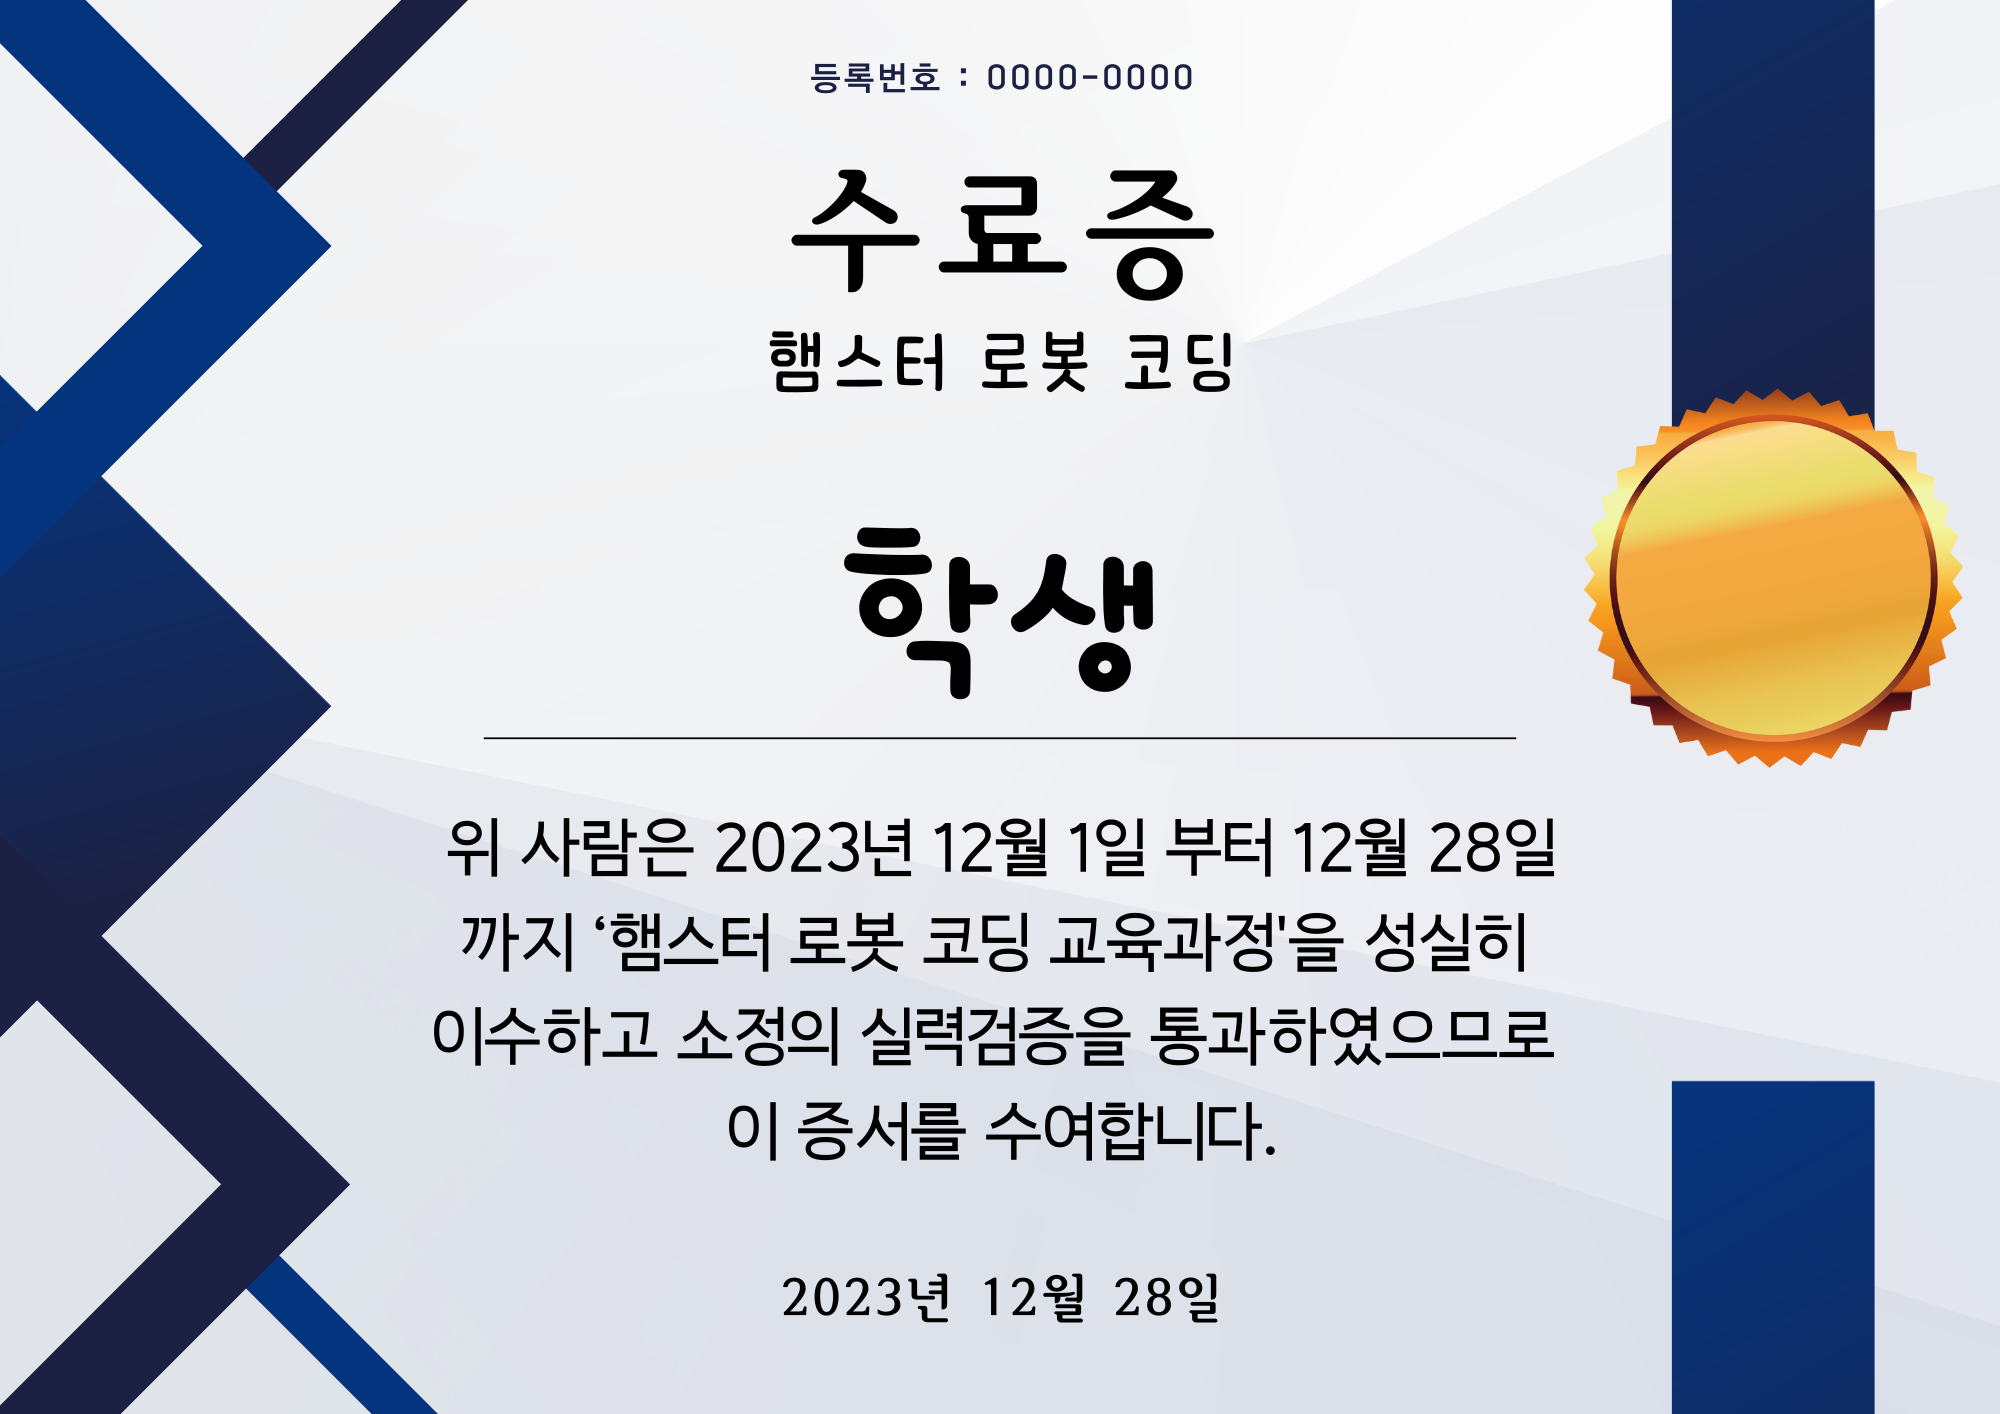 등록번호 : 0000-0000
수료증
햄스터 로봇 코딩
학생
위 사람은 2023년 12월 1일 부터 12월 28일
까지 ‘햄스터 로봇 코딩 교육과정'을 성실히
이수하고 소정의 실력검증을 통과하였으므로
이 증서를 수여합니다.
2023년 12월 28일